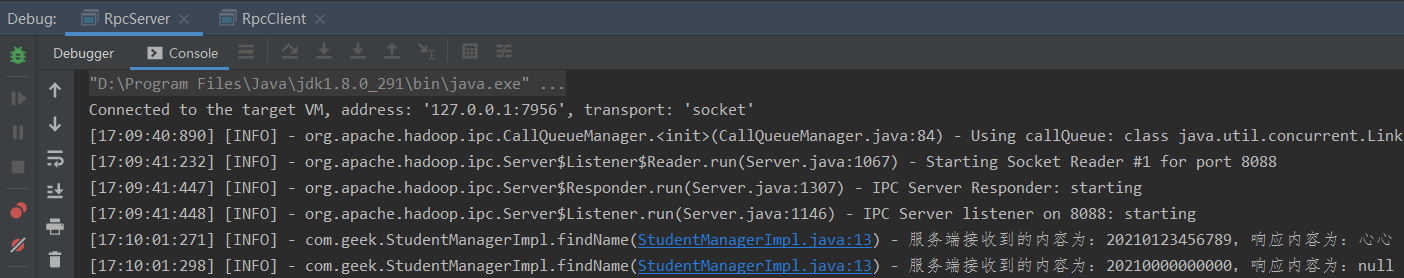 Debug: RpcServer RpcClient
Debugger Console
"D:\Program Files\Java\jdk1.8.0_291\bin\java.exe" ...
Connected to the target VM, address: '127.0.0.1:7956', transport: 'socket'
[17:09:40:890] [INFO] - org.apache.hadoop.ipc.CallQueueManager.<init>(CallQueueManager.java:84) - Using callQueue: class java.util.concurrent.Link
[17:09:41:232] [INFO] - org.apache.hadoop.ipc.Server$Listener$Reader.run(Server.java:1067) - Starting Socket Reader #1 for port 8088
[17:09:41:447] [INFO] - org.apache.hadoop.ipc.Server$Responder.run(Server.java:1307) - IPC Server Responder: starting
[17:09:41:448] [INFO] - org.apache.hadoop.ipc.Server$Listener.run(Server.java:1146) - IPC Server listener on 8088: starting
[17:10:01:271] [INFO] - com.geek.StudentManagerImpl.findName(StudentManagerImpl.java:13) - 服务端接收到的内容为：20210123456789, 响应内容为：心心
[17:10:01:298] [INFO] - com.geek.StudentManagerImpl.findName(StudentManagerImpl.java:13) - 服务端接收到的内容为：20210000000000, 响应内容为：null